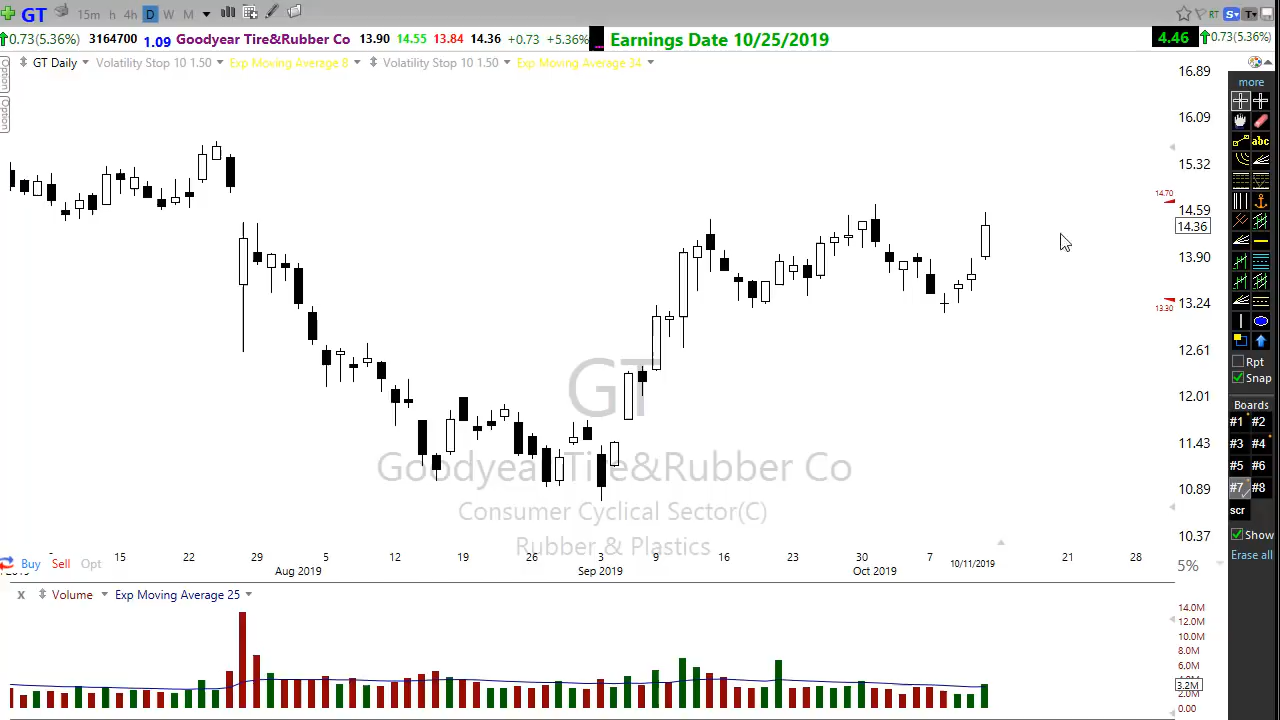 GT 15m h 4h D W M RT S T
0.73(5.36%) 3164700 1.09 Goodyear Tire&Rubber Co 13.90 14.55 13.84 14.36 +0.73 +5.36% Earnings Date 10/25/2019 4.46 0.73(5.36%)
GT Daily Volatility Stop 10 1.50 Exp Moving Average 8 Volatility Stop 10 1.50 Exp Moving Average 34
Option
Option
16.89
16.09
15.32
14.70
14.59
14.36
13.90
13.30
13.24
12.61
12.01
11.43
10.89
10.37
more
abc
Rpt
Snap
Boards
#1 #2
#3 #4
#5 #6
#7 #8
scr
Show
Erase all
GT
Goodyear Tire&Rubber Co
Consumer Cyclical Sector(C)
Rubber & Plastics
15 22 29 5 12 19 26 3 9 16 23 30 7 10/11/2019 21 28
Buy Sell Opt Aug 2019 Sep 2019 Oct 2019 5%
X Volume Exp Moving Average 25
14.0M
12.0M
10.0M
8.0M
6.0M
3.2M
2.0M
0.00